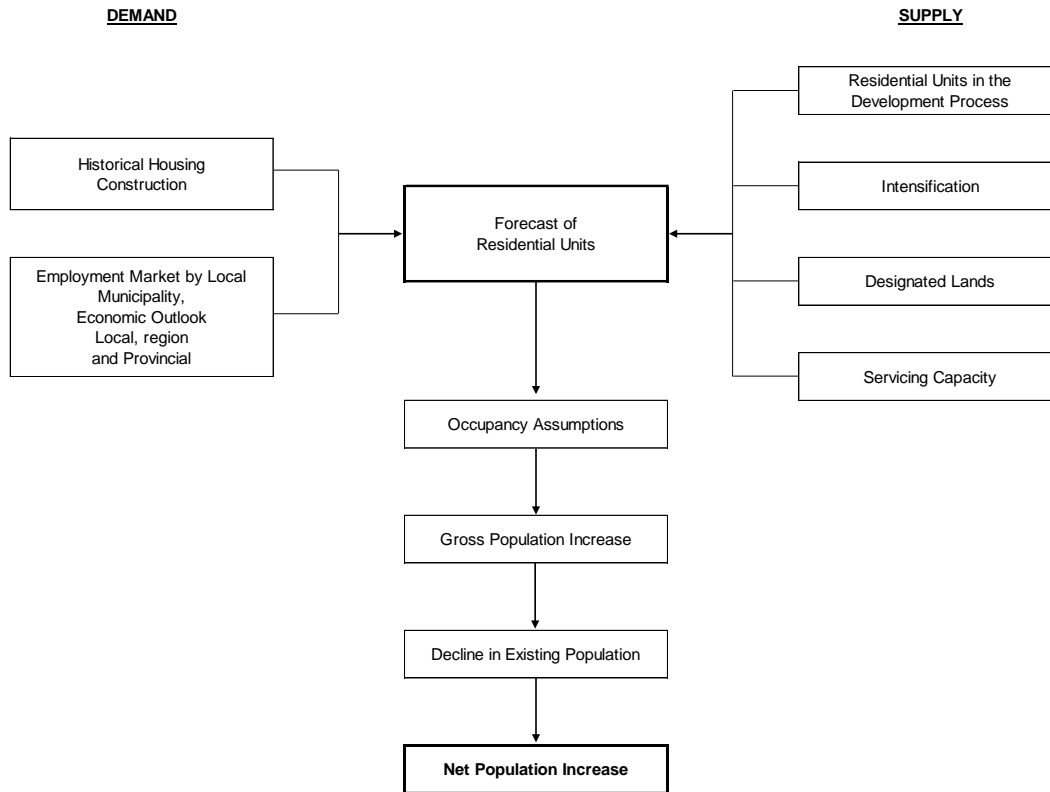 DEMAND
SUPPLY
Residential Units in the
Development Process
Historical Housing
Construction
Intensification
Forecast of
Residential Units
Employment Market by Local
Municipality,
Economic Outlook
Local, region
and Provincial
Designated Lands
Servicing Capacity
Occupancy Assumptions
Gross Population Increase
Decline in Existing Population
Net Population Increase